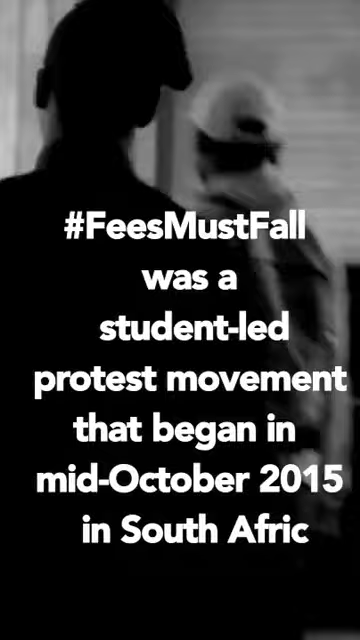 #FeesMustFall
was a
student-led
protest movement
that began in
mid-October 2015
in South Afric